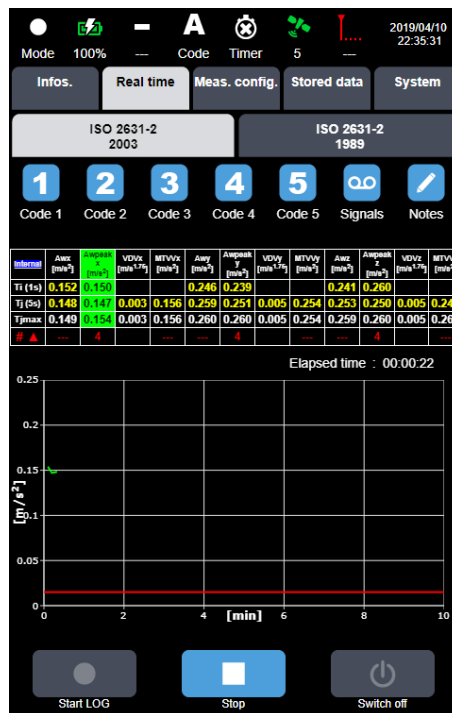 2019/04/10
22:35:31
Mode 100% --- Code Timer 5 ---
Infos. Real time Meas. config. Stored data System
ISO 2631-2
2003
ISO 2631-2
1989
1 2 3 4 5
Code 1 Code 2 Code 3 Code 4 Code 5 Signals Notes
Internal Awx [m/s²] Awpeak x [m/s²] VDVx [m/s^1.75] MTVVx [m/s²] Awy [m/s²] Awpeak y [m/s²] VDVy [m/s^1.75] MTVVy [m/s²] Awz [m/s²] Awpeak z [m/s²] VDVz [m/s^1.75]
Ti (1s) 0.152 0.150 0.246 0.239 0.241 0.260
Tj (5s) 0.148 0.147 0.003 0.156 0.259 0.251 0.005 0.254 0.253 0.250 0.005 0.24
Tjmax 0.149 0.154 0.003 0.156 0.260 0.260 0.005 0.254 0.259 0.260 0.005 0.26
# ▲ --- 4 --- --- 4 --- --- 4 ---
Elapsed time : 00:00:22
0.25
0.2
0.15
[m/s²]
0.1
0.05
0
0 2 4 [min] 6 8 10
Start LOG Stop Switch off